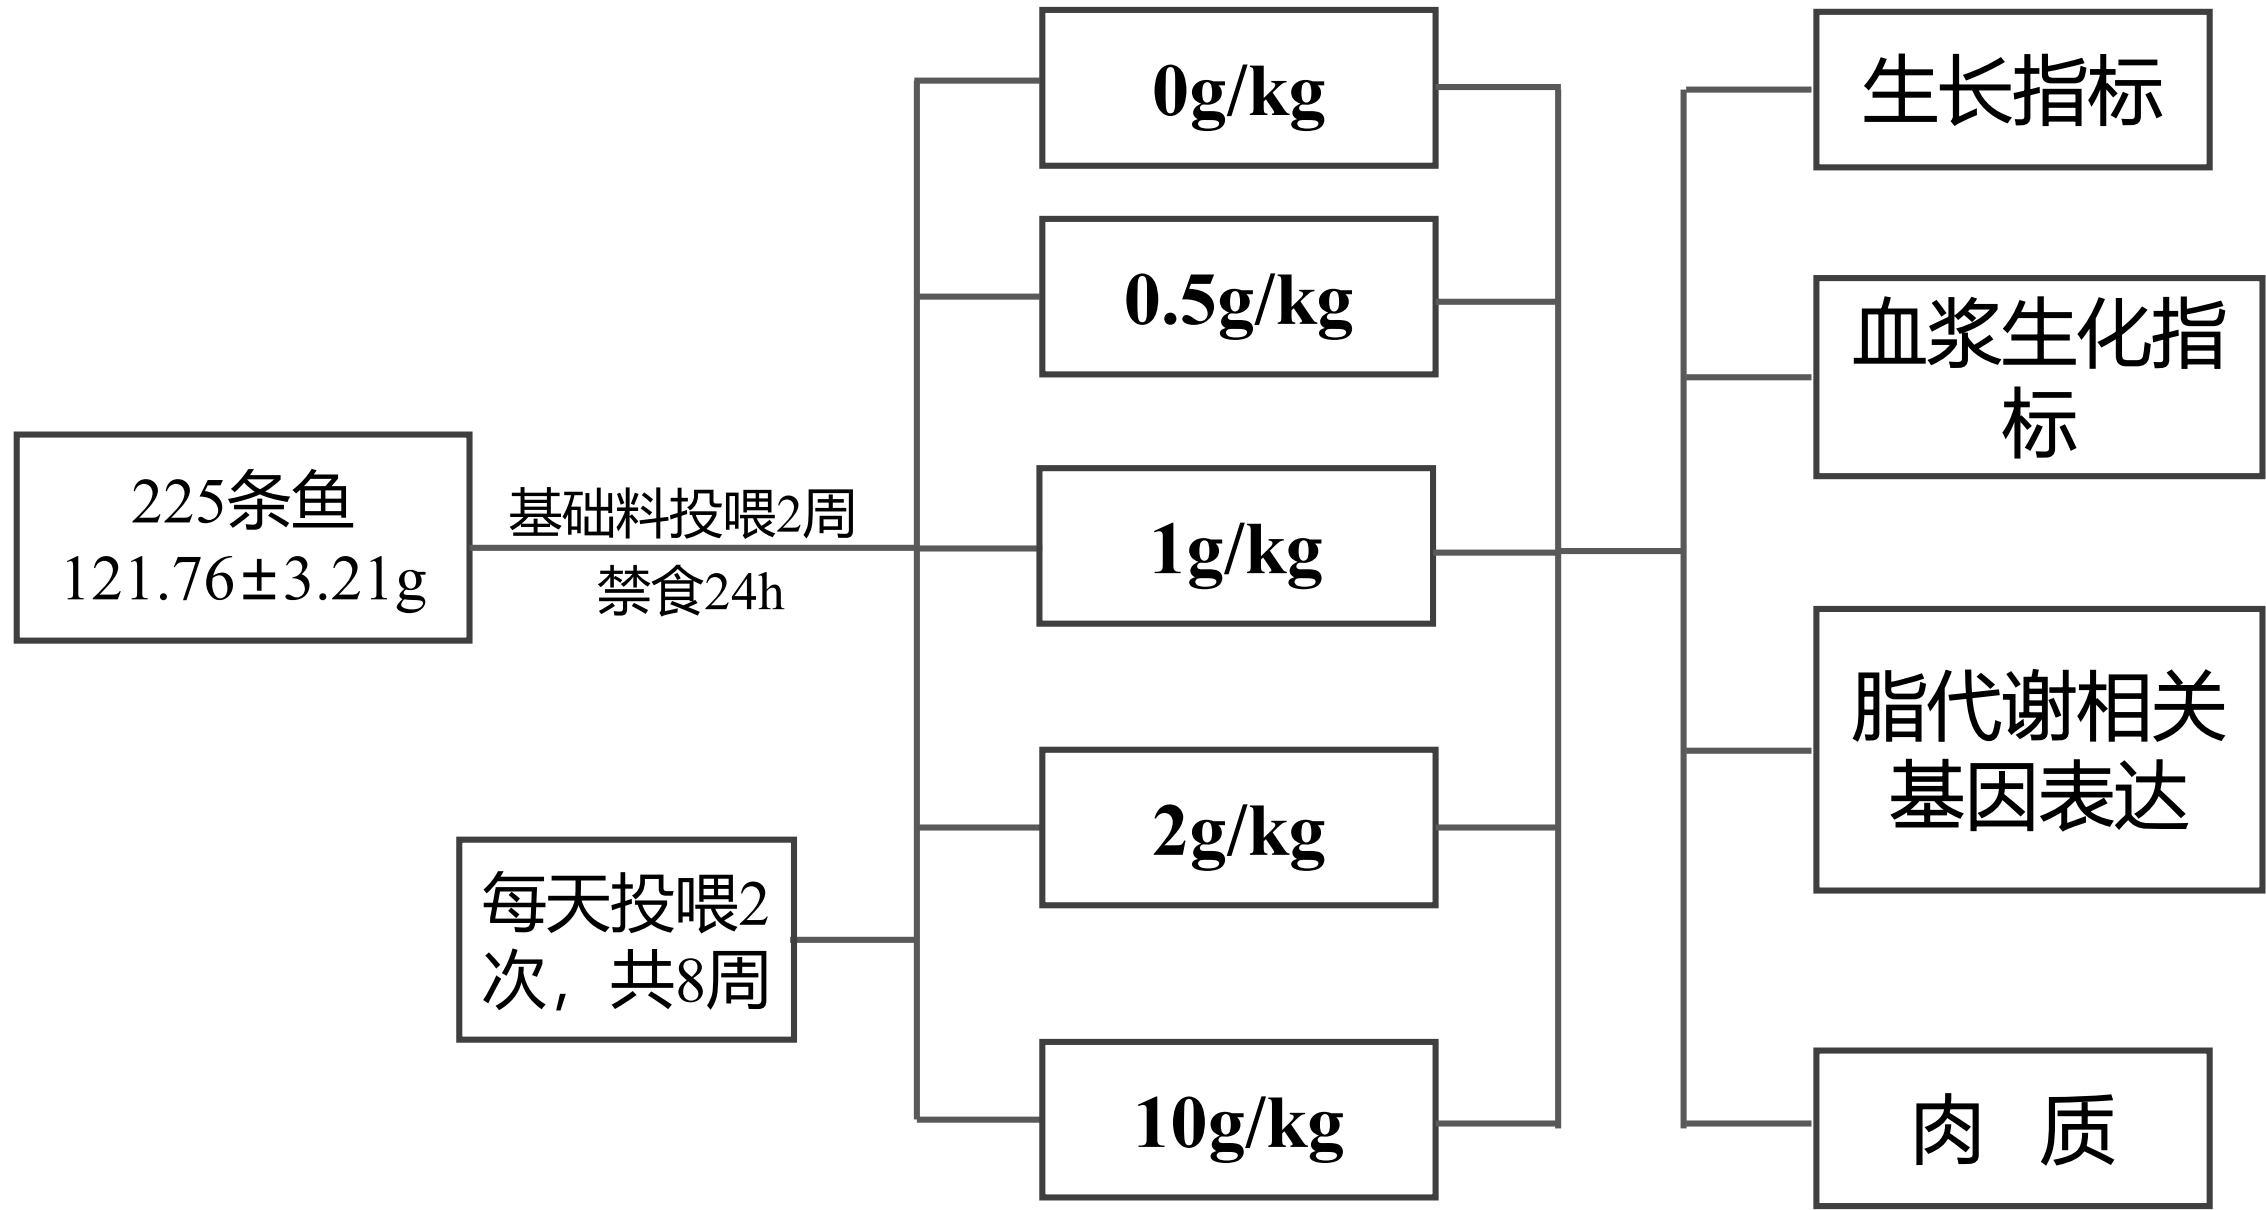 225条鱼
121.76±3.21g
基础料投喂2周
禁食24h
每天投喂2
次，共8周
0g/kg
0.5g/kg
1g/kg
2g/kg
10g/kg
生长指标
血浆生化指
标
脂代谢相关
基因表达
肉 质